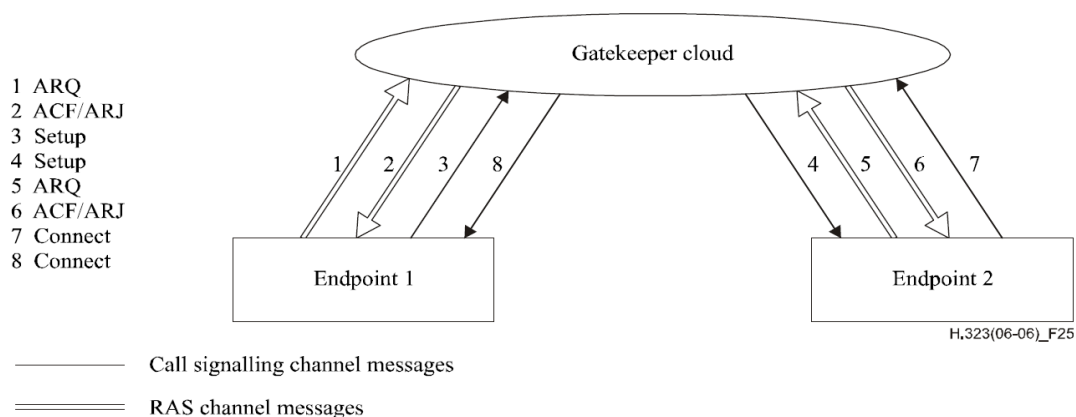 Gatekeeper cloud
1 ARQ
2 ACF/ARJ
3 Setup
4 Setup
5 ARQ
6 ACF/ARJ
7 Connect
8 Connect
1 2 3 8 4 5 6 7
Endpoint 1
Endpoint 2
H.323(06-06)_F25
Call signalling channel messages
RAS channel messages